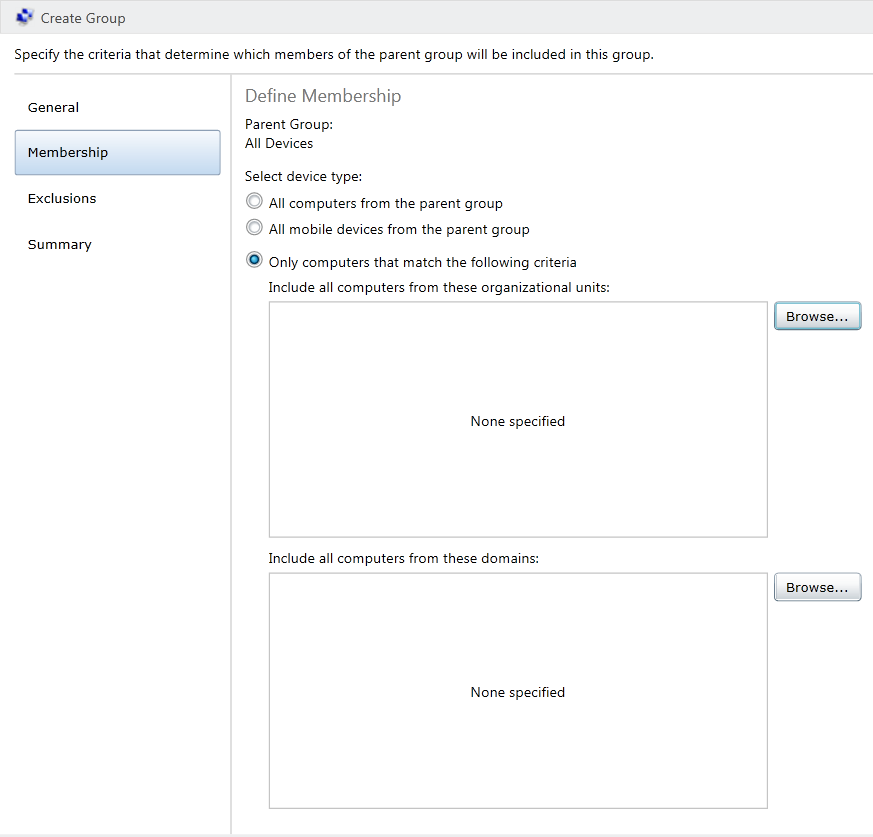 Create Group
Specify the criteria that determine which members of the parent group will be included in this group.
General
Membership
Exclusions
Summary
Define Membership
Parent Group:
All Devices
Select device type:
All computers from the parent group
All mobile devices from the parent group
Only computers that match the following criteria
Include all computers from these organizational units:
Browse...
None specified
Include all computers from these domains:
Browse...
None specified